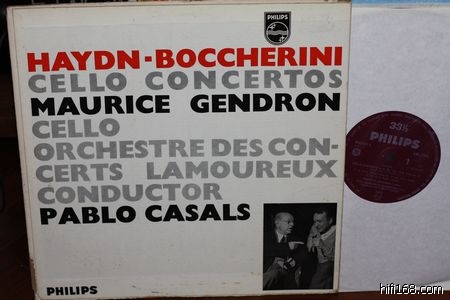 PHILIPS
HAYDN-BOCCHERINI
CELLO CONCERTOS
MAURICE GENDRON
CELLO
ORCHESTRE DES CON-
CERTS LAMOUREUX
CONDUCTOR
PABLO CASALS
PHILIPS
33⅓
PHILIPS
1
hifi168.com